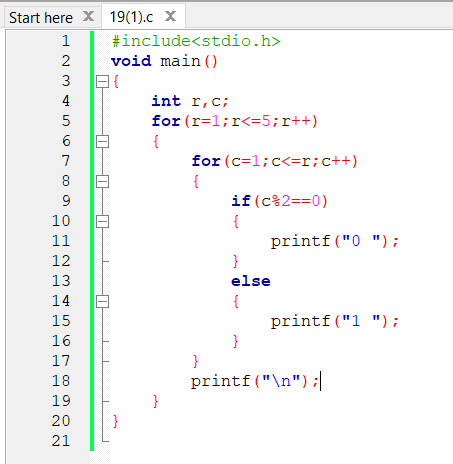 Start here X 19(1).c X
1 #include<stdio.h>
2 void main()
3 {
4     int r,c;
5     for(r=1;r<=5;r++)
6     {
7         for(c=1;c<=r;c++)
8         {
9             if(c%2==0)
10             {
11                 printf("0 ");
12             }
13             else
14             {
15                 printf("1 ");
16             }
17         }
18         printf("\n");
19     }
20 }
21